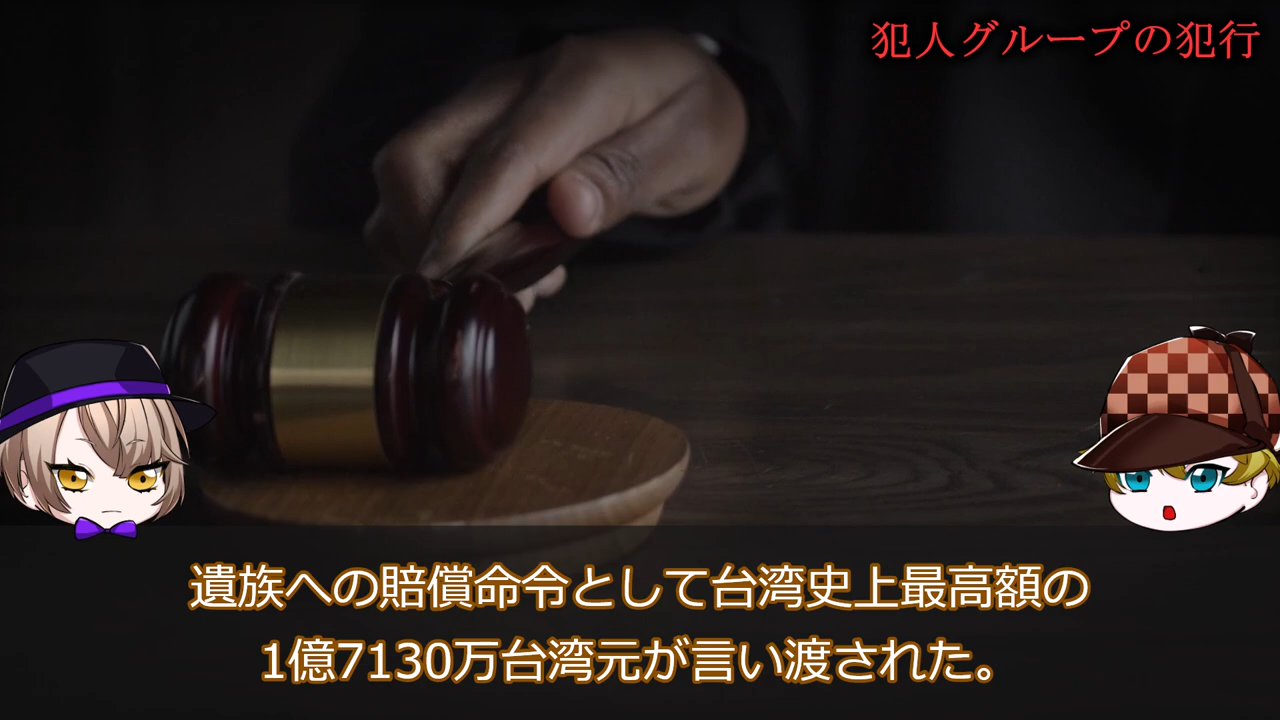 犯人グループの犯行
遺族への賠償命令として台湾史上最高額の
1億7130万台湾元が言い渡された。